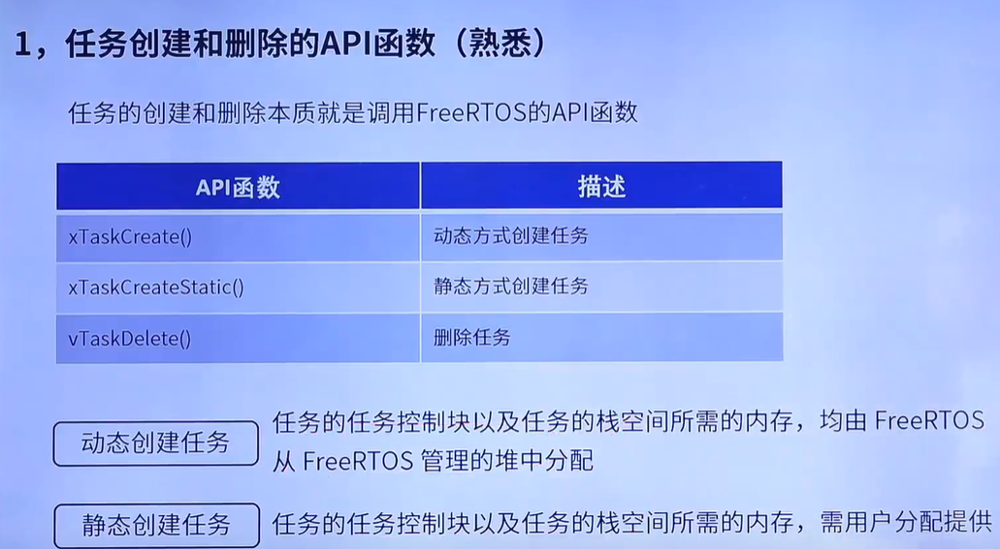 1，任务创建和删除的API函数（熟悉）
任务的创建和删除本质就是调用FreeRTOS的API函数
API函数 描述
xTaskCreate() 动态方式创建任务
xTaskCreateStatic() 静态方式创建任务
vTaskDelete() 删除任务
动态创建任务
任务的任务控制块以及任务的栈空间所需的内存，均由 FreeRTOS
从 FreeRTOS 管理的堆中分配
静态创建任务
任务的任务控制块以及任务的栈空间所需的内存，需用户分配提供